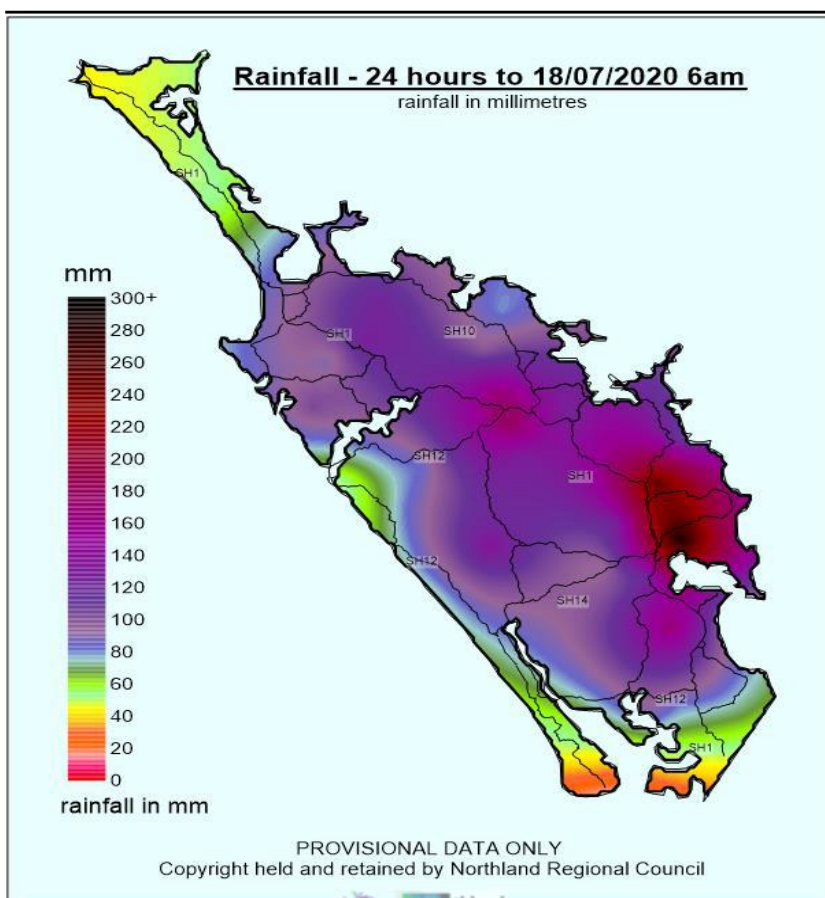 Rainfall - 24 hours to 18/07/2020 6am
rainfall in millimetres
SH1
mm
300+
280
260
240
220
200
180
160
140
120
100
80
60
40
20
0
rainfall in mm
SH1
SH10
SH12
SH1
SH12
SH14
SH12
SH1
PROVISIONAL DATA ONLY
Copyright held and retained by Northland Regional Council